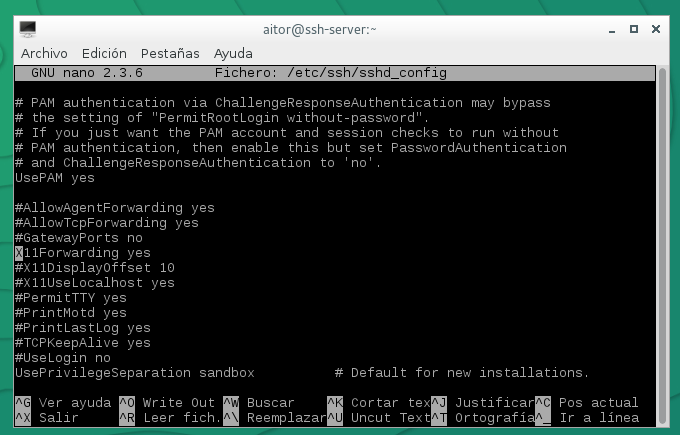 aitor@ssh-server:~
Archivo Edición Pestañas Ayuda
GNU nano 2.3.6 Fichero: /etc/ssh/sshd_config
# PAM authentication via ChallengeResponseAuthentication may bypass
# the setting of "PermitRootLogin without-password".
# If you just want the PAM account and session checks to run without
# PAM authentication, then enable this but set PasswordAuthentication
# and ChallengeResponseAuthentication to 'no'.
UsePAM yes
#AllowAgentForwarding yes
#AllowTcpForwarding yes
#GatewayPorts no
X11Forwarding yes
#X11DisplayOffset 10
#X11UseLocalhost yes
#PermitTTY yes
#PrintMotd yes
#PrintLastLog yes
#TCPKeepAlive yes
#UseLogin no
UsePrivilegeSeparation sandbox # Default for new installations.
^G Ver ayuda ^O Write Out ^W Buscar ^K Cortar tex^J Justificar^C Pos actual
^X Salir ^R Leer fich.^\ Reemplazar^U Uncut Text^T Ortografía^_ Ir a línea